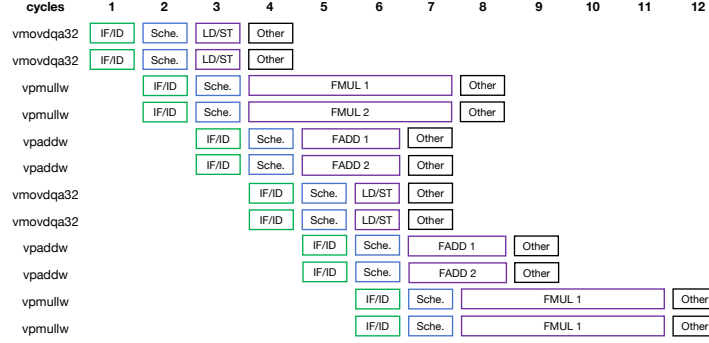 cycles 1 2 3 4 5 6 7 8 9 10 11 12
vmovdqa32 IF/ID Sche. LD/ST Other
vmovdqa32 IF/ID Sche. LD/ST Other
vpmullw IF/ID Sche. FMUL 1 Other
vpmullw IF/ID Sche. FMUL 2 Other
vpaddw IF/ID Sche. FADD 1 Other
vpaddw IF/ID Sche. FADD 2 Other
vmovdqa32 IF/ID Sche. LD/ST Other
vmovdqa32 IF/ID Sche. LD/ST Other
vpaddw IF/ID Sche. FADD 1 Other
vpaddw IF/ID Sche. FADD 2 Other
vpmullw IF/ID Sche. FMUL 1 Other
vpmullw IF/ID Sche. FMUL 1 Other